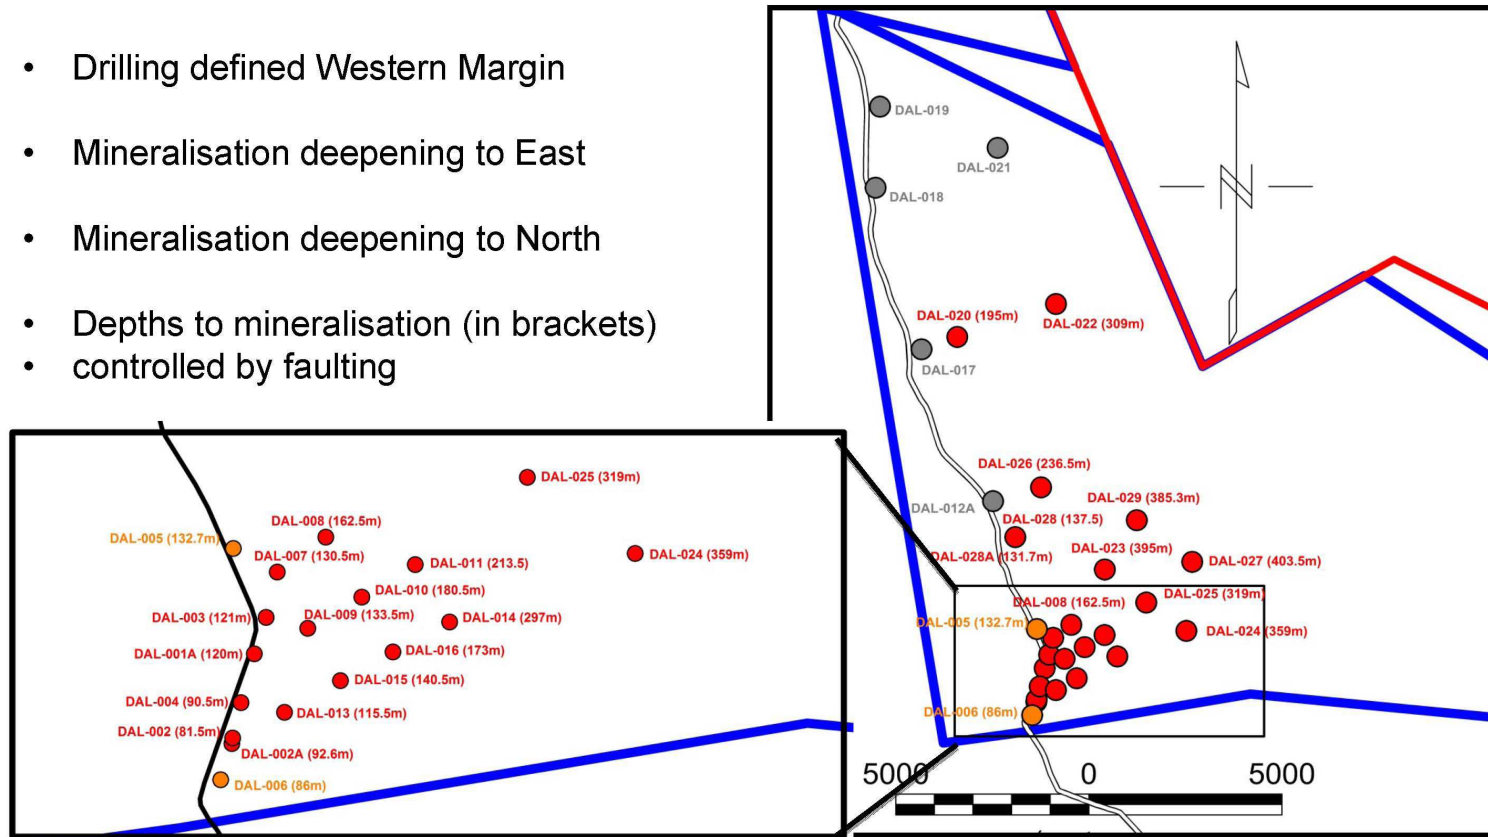 • Drilling defined Western Margin
• Mineralisation deepening to East
• Mineralisation deepening to North
• Depths to mineralisation (in brackets)
• controlled by faulting
DAL-025 (319m)
DAL-008 (162.5m)
DAL-005 (132.7m)
DAL-007 (130.5m)
DAL-011 (213.5)
DAL-024 (359m)
DAL-010 (180.5m)
DAL-003 (121m)
DAL-009 (133.5m)
DAL-014 (297m)
DAL-001A (120m)
DAL-016 (173m)
DAL-015 (140.5m)
DAL-004 (90.5m)
DAL-013 (115.5m)
DAL-002 (81.5m)
DAL-002A (92.6m)
DAL-006 (86m)
DAL-019
DAL-021
DAL-018
N
DAL-020 (195m)
DAL-022 (309m)
DAL-017
DAL-026 (236.5m)
DAL-029 (385.3m)
DAL-012A
DAL-028 (137.5)
DAL-023 (395m)
DAL-028A (131.7m)
DAL-027 (403.5m)
DAL-025 (319m)
DAL-008 (162.5m)
DAL-005 (132.7m)
DAL-024 (359m)
DAL-006 (86m)
5000 0 5000